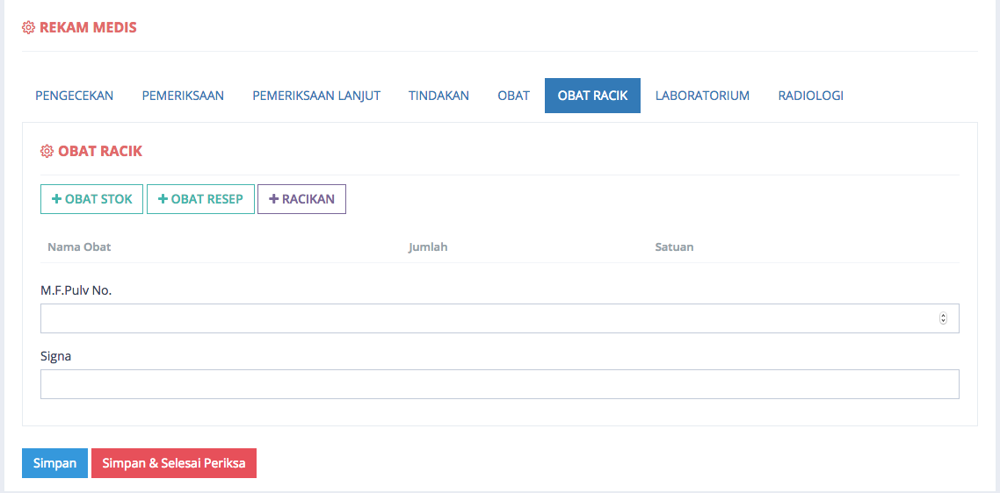 REKAM MEDIS
PENGECEKAN PEMERIKSAAN PEMERIKSAAN LANJUT TINDAKAN OBAT OBAT RACIK LABORATORIUM RADIOLOGI
OBAT RACIK
+ OBAT STOK + OBAT RESEP + RACIKAN
Nama Obat Jumlah Satuan
M.F.Pulv No.
Signa
Simpan Simpan & Selesai Periksa